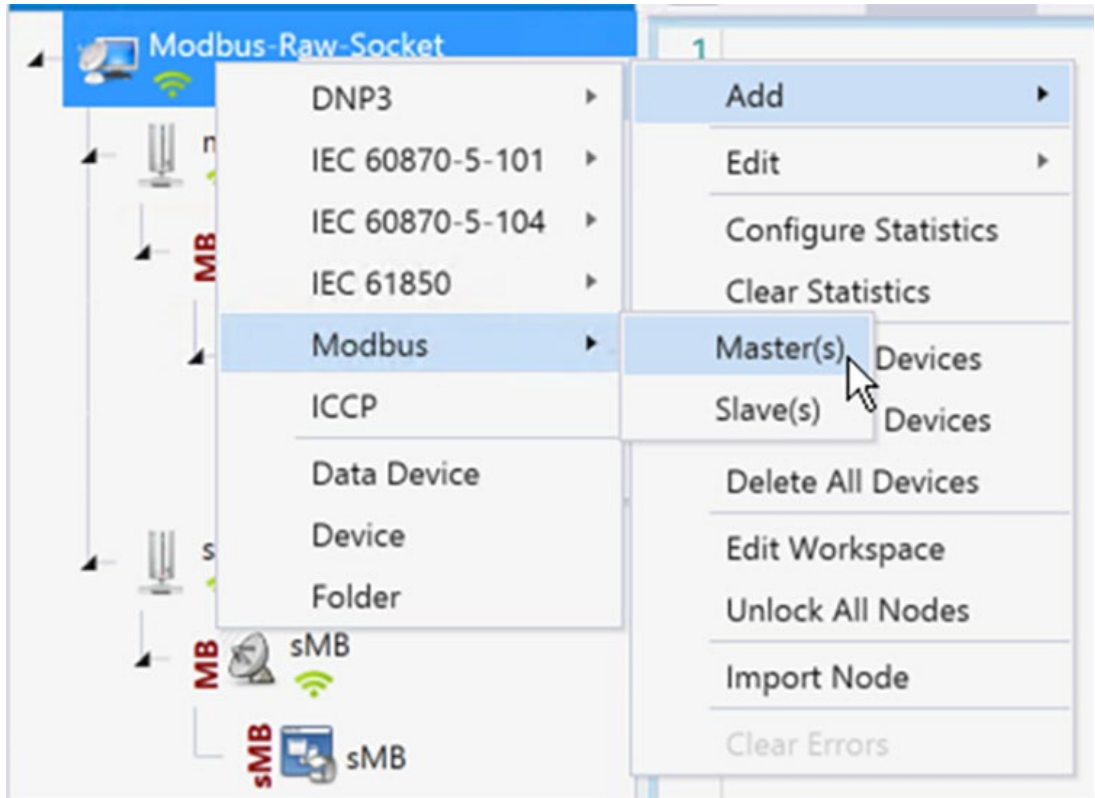 Modbus-Raw-Socket
1
DNP3
IEC 60870-5-101
IEC 60870-5-104
IEC 61850
Modbus
ICCP
Data Device
Device
Folder
Add
Edit
Configure Statistics
Clear Statistics
Devices
Devices
Delete All Devices
Edit Workspace
Unlock All Nodes
Import Node
Clear Errors
Master(s)
Slave(s)
MB
MB
sMB
sMB
sMB